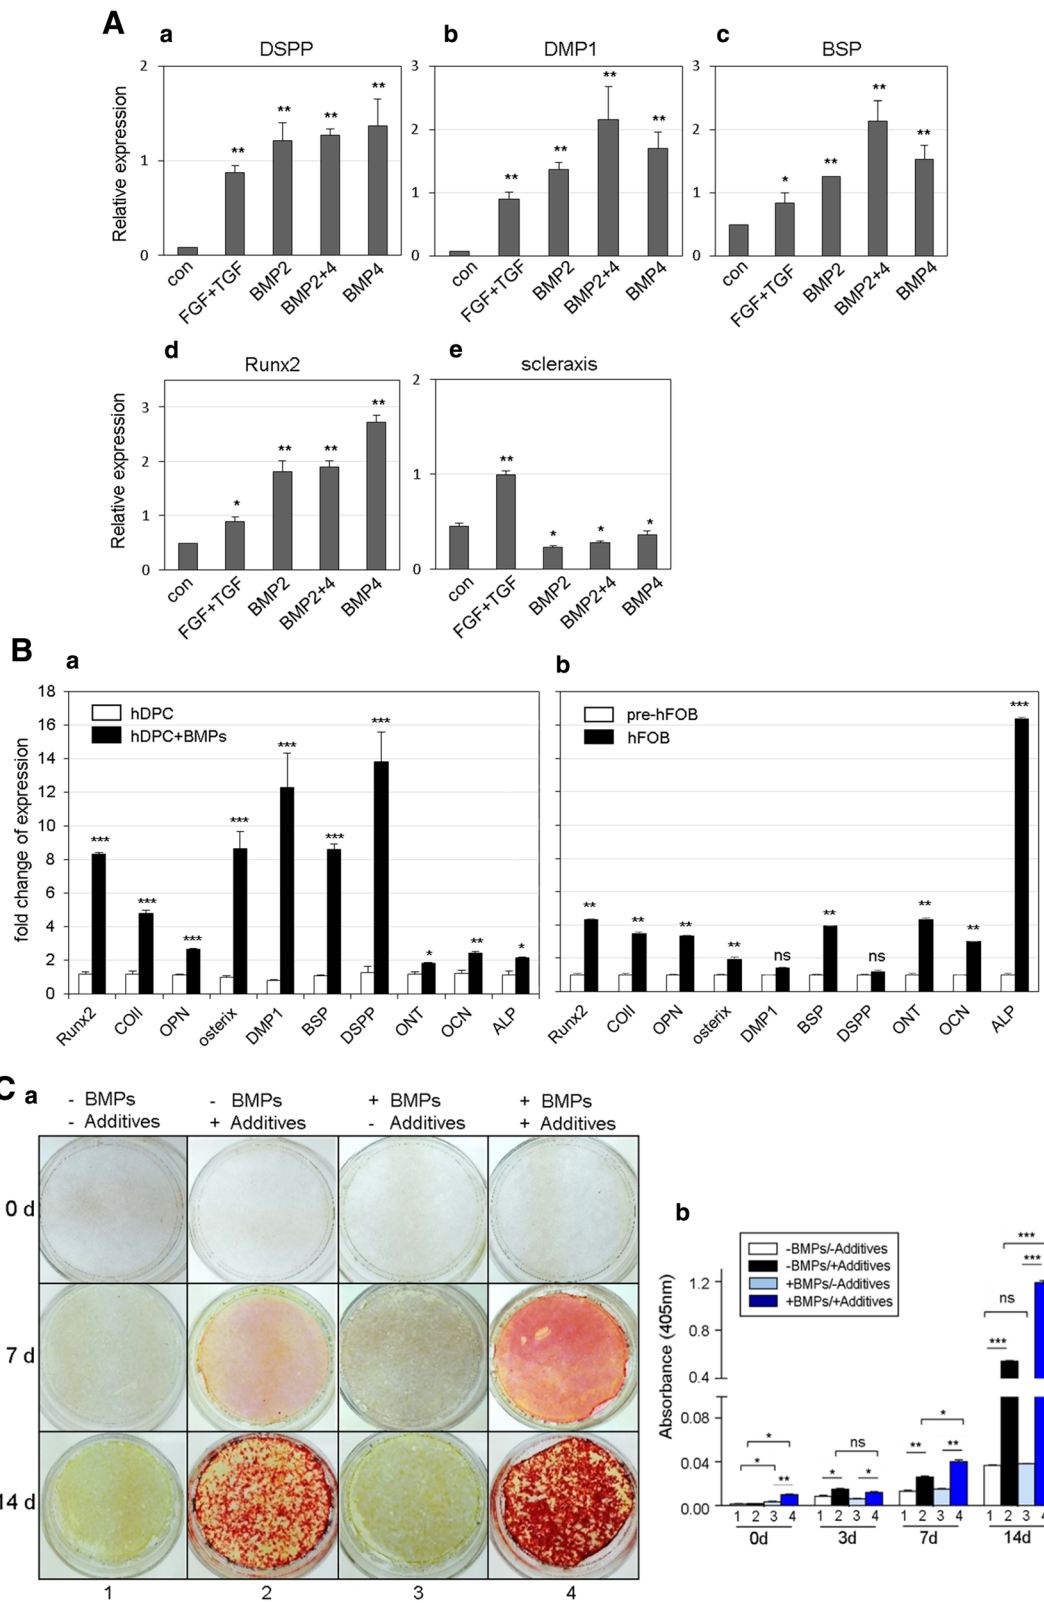 A
a
DSPP
b
DMP1
c
BSP
Relative expression
2
1
0
**
**
**
**
con
FGF+TGF
BMP2
BMP2+4
BMP4
3
2
1
0
**
**
**
**
con
FGF+TGF
BMP2
BMP2+4
BMP4
3
2
1
0
*
**
**
**
con
FGF+TGF
BMP2
BMP2+4
BMP4
d
Runx2
e
scleraxis
Relative expression
3
2
1
0
*
**
**
**
con
FGF+TGF
BMP2
BMP2+4
BMP4
2
1
0
**
*
*
*
con
FGF+TGF
BMP2
BMP2+4
BMP4
B
a
b
fold change of expression
18
16
14
12
10
8
6
4
2
0
hDPC
hDPC+BMPs
***
***
***
***
***
***
***
*
**
*
Runx2
COII
OPN
osterix
DMP1
BSP
DSPP
ONT
OCN
ALP
pre-hFOB
hFOB
**
**
**
**
ns
**
ns
**
**
***
Runx2
COII
OPN
osterix
DMP1
BSP
DSPP
ONT
OCN
ALP
C
a
- BMPs
- Additives
- BMPs
+ Additives
+ BMPs
- Additives
+ BMPs
+ Additives
0 d
7 d
14 d
1
2
3
4
b
-BMPs/-Additives
-BMPs/+Additives
+BMPs/-Additives
+BMPs/+Additives
Absorbance (405nm)
1.2
0.8
0.4
0.08
0.04
0.00
*
*
**
ns
*
*
*
**
**
***
***
ns
***
1 2 3 4
1 2 3 4
1 2 3 4
1 2 3 4
0d
3d
7d
14d